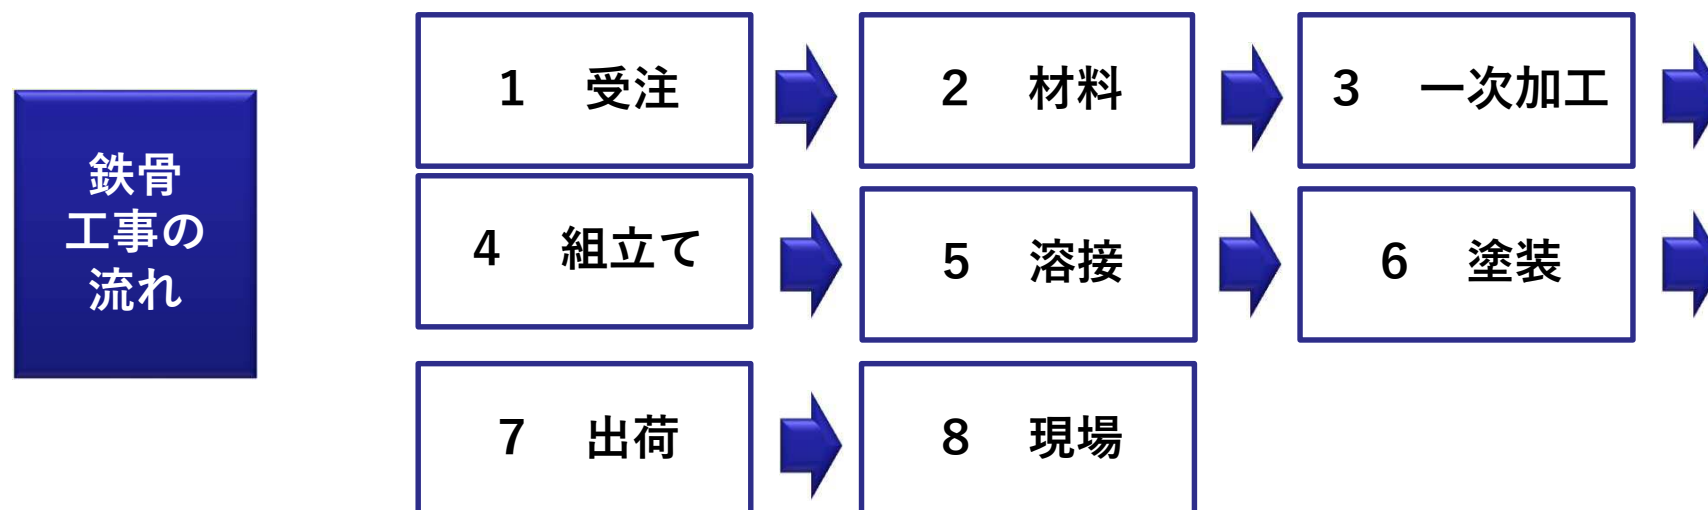 鉄骨
工事の
流れ
1 受注
2 材料
3 一次加工
4 組立て
5 溶接
6 塗装
7 出荷
8 現場